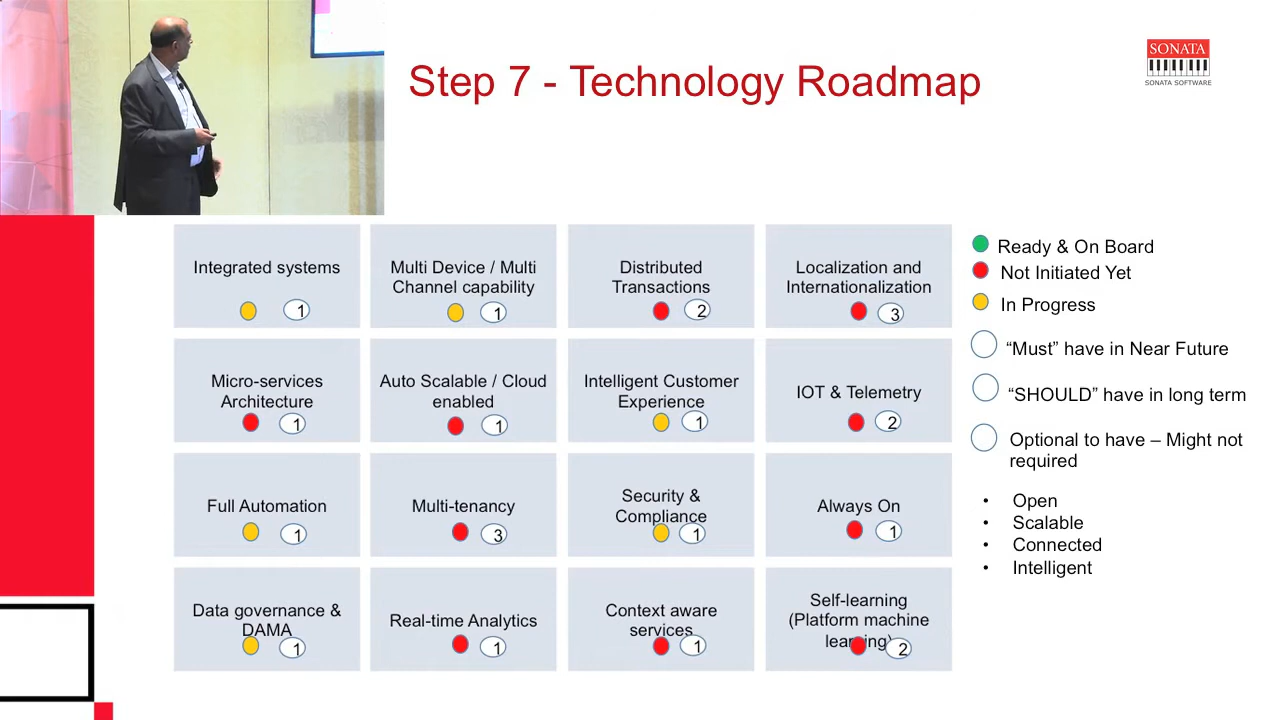 Step 7 - Technology Roadmap
SONATA
SONATA SOFTWARE
Integrated systems
1
Multi Device / Multi
Channel capability
1
Distributed
Transactions
2
Localization and
Internationalization
3
Micro-services
Architecture
1
Auto Scalable / Cloud
enabled
1
Intelligent Customer
Experience
1
IOT & Telemetry
2
Full Automation
1
Multi-tenancy
3
Security &
Compliance
1
Always On
1
Data governance &
DAMA
1
Real-time Analytics
1
Context aware
services
1
Self-learning
(Platform machine
learning)
2
Ready & On Board
Not Initiated Yet
In Progress
“Must” have in Near Future
“SHOULD” have in long term
Optional to have – Might not
required
• Open
• Scalable
• Connected
• Intelligent